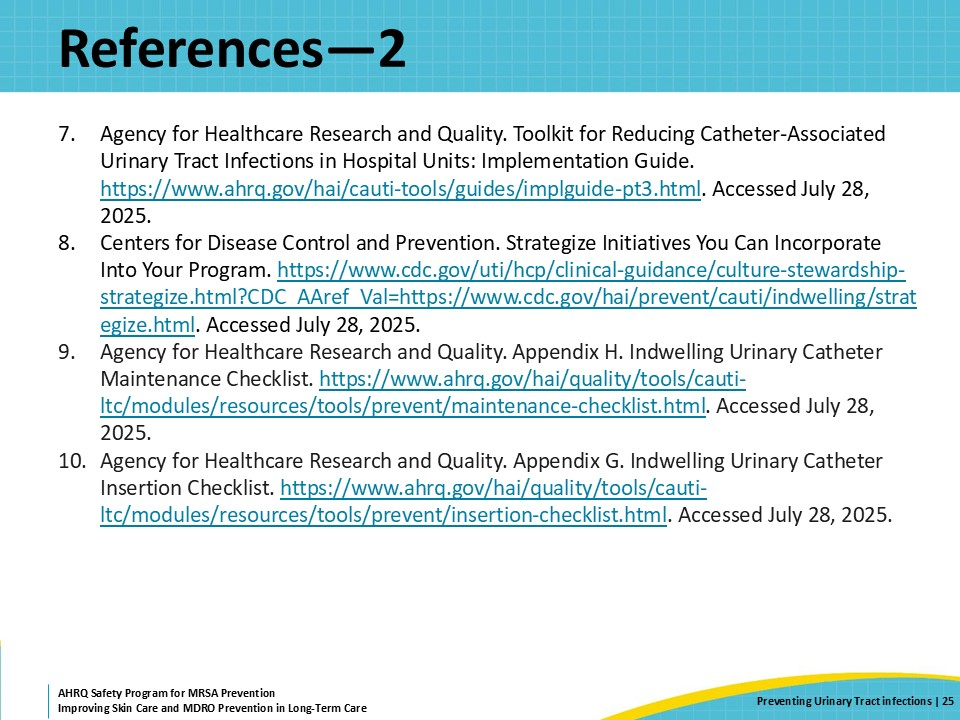 References—2
7. Agency for Healthcare Research and Quality. Toolkit for Reducing Catheter-Associated
Urinary Tract Infections in Hospital Units: Implementation Guide.
https://www.ahrq.gov/hai/cauti-tools/guides/implguide-pt3.html. Accessed July 28,
2025.
8. Centers for Disease Control and Prevention. Strategize Initiatives You Can Incorporate
Into Your Program. https://www.cdc.gov/uti/hcp/clinical-guidance/culture-stewardship-
strategize.html?CDC_AAref_Val=https://www.cdc.gov/hai/prevent/cauti/indwelling/strat
egize.html. Accessed July 28, 2025.
9. Agency for Healthcare Research and Quality. Appendix H. Indwelling Urinary Catheter
Maintenance Checklist. https://www.ahrq.gov/hai/quality/tools/cauti-
ltc/modules/resources/tools/prevent/maintenance-checklist.html. Accessed July 28,
2025.
10. Agency for Healthcare Research and Quality. Appendix G. Indwelling Urinary Catheter
Insertion Checklist. https://www.ahrq.gov/hai/quality/tools/cauti-
ltc/modules/resources/tools/prevent/insertion-checklist.html. Accessed July 28, 2025.
AHRQ Safety Program for MRSA Prevention
Improving Skin Care and MDRO Prevention in Long-Term Care
Preventing Urinary Tract infections | 25